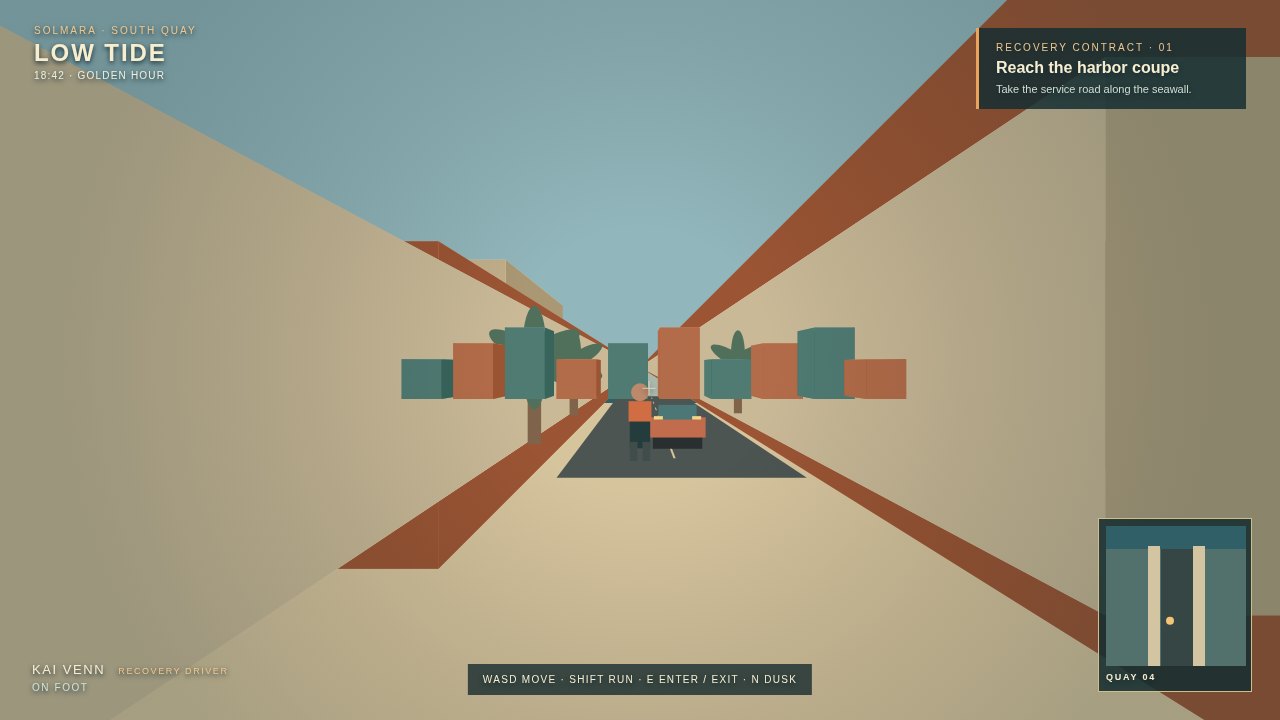 SOLMARA · SOUTH QUAY
LOW TIDE
18:42 · GOLDEN HOUR
RECOVERY CONTRACT · 01
Reach the harbor coupe
Take the service road along the seawall.
KAI VENN RECOVERY DRIVER
ON FOOT
WASD MOVE · SHIFT RUN · E ENTER / EXIT · N DUSK
QUAY 04